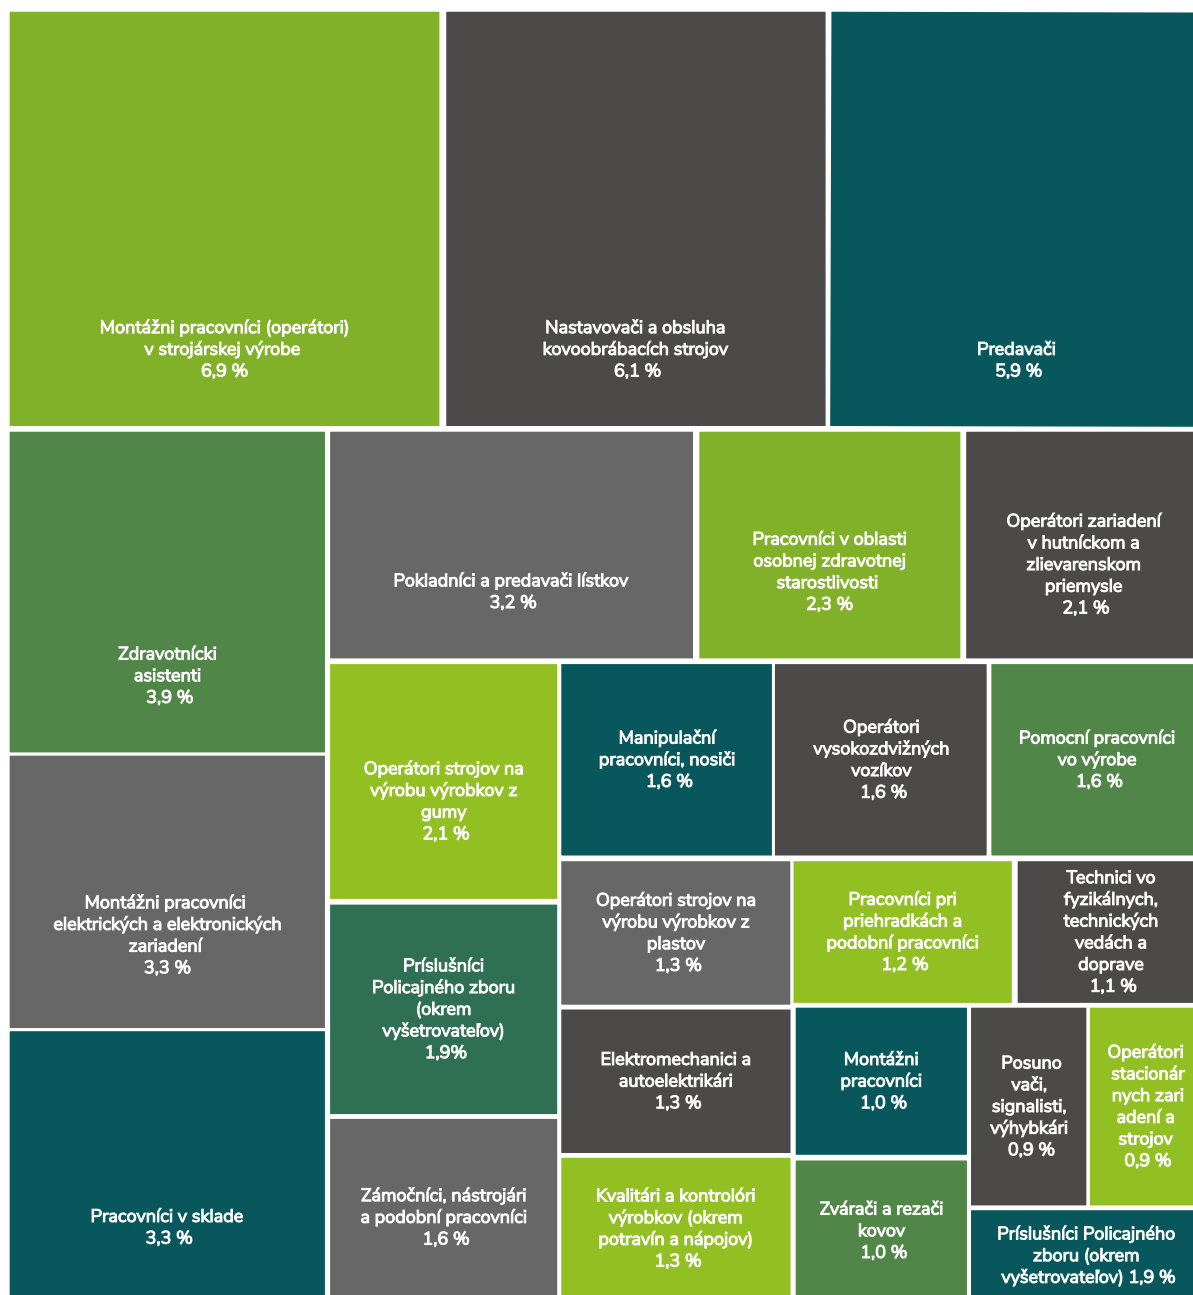 Montážni pracovníci (operátori)
v strojárskej výrobe
6,9 %
Nastavovači a obsluha
kovoobrábacích strojov
6,1 %
Predavači
5,9 %
Zdravotnícki
asistenti
3,9 %
Pokladníci a predavači lístkov
3,2 %
Pracovníci v oblasti
osobnej zdravotnej
starostlivosti
2,3 %
Operátori zariadení
v hutníckom a
zlievarenskom
priemysle
2,1 %
Operátori strojov na
výrobu výrobkov z
gumy
2,1 %
Manipulační
pracovníci, nosiči
1,6 %
Operátori
vysokozdvižných
vozíkov
1,6 %
Pomocní pracovníci
vo výrobe
1,6 %
Montážni pracovníci
elektrických a elektronických
zariadení
3,3 %
Príslušníci
Policajného zboru
(okrem
vyšetrovateľov)
1,9%
Operátori strojov na
výrobu výrobkov z
plastov
1,3 %
Pracovníci pri
priehradkách a
podobní pracovníci
1,2 %
Technici vo
fyzikálnych,
technických
vedách a
doprave
1,1 %
Elektromechanici a
autoelektrikári
1,3 %
Montážni
pracovníci
1,0 %
Posuno
vači,
signalisti,
výhybkári
0,9 %
Operátori
stacionár
nych zari
adení a
strojov
0,9 %
Pracovníci v sklade
3,3 %
Zámočníci, nástrojári
a podobní pracovníci
1,6 %
Kvalitári a kontrolóri
výrobkov (okrem
potravín a nápojov)
1,3 %
Zvárači a rezači
kovov
1,0 %
Príslušníci Policajného
zboru (okrem
vyšetrovateľov) 1,9 %